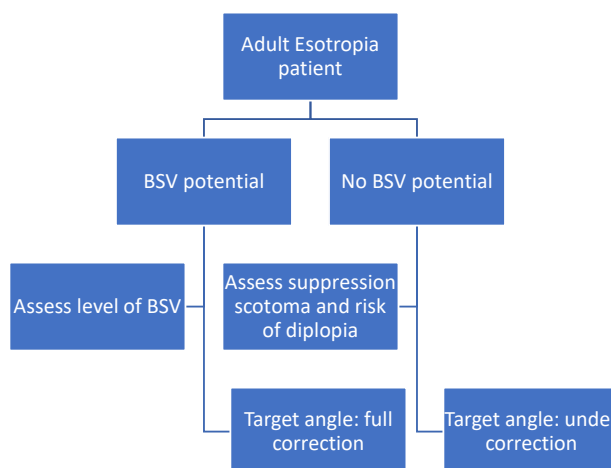 Adult Esotropia
patient
BSV potential
No BSV potential
Assess level of BSV
Assess suppression
scotoma and risk
of diplopia
Target angle: full
correction
Target angle: unde
correction